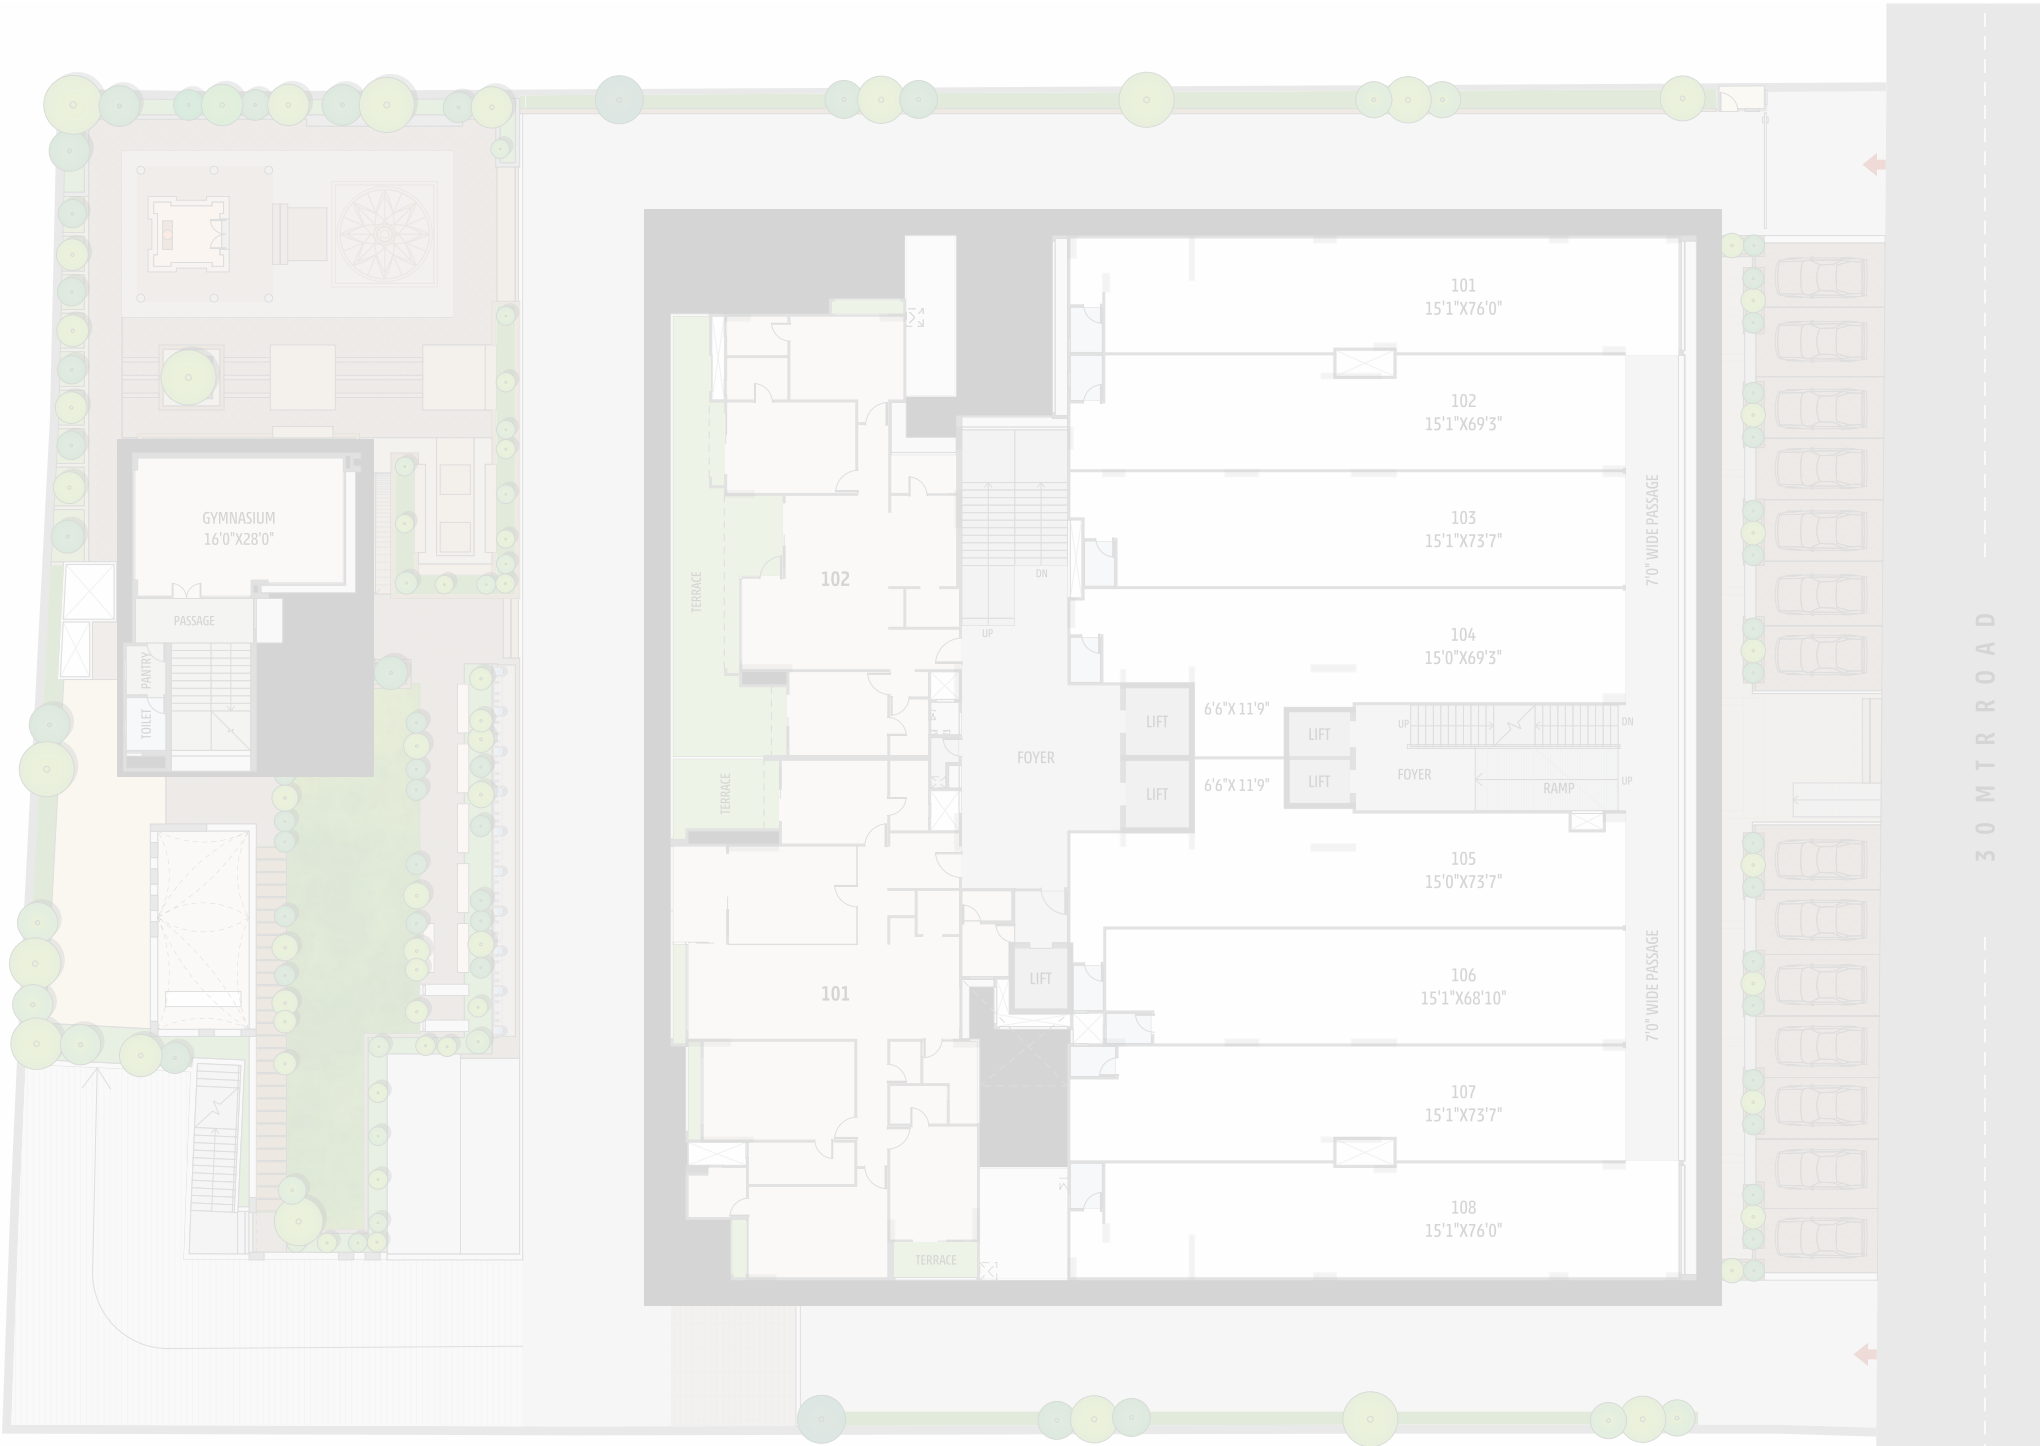 101
15'1"X76'0"
102
15'1"X69'3"
103
15'1"X73'7"
7'0" WIDE PASSAGE
GYMNASIUM
16'0"X28'0"
PASSAGE
PANTRY
TOILET
TERRACE
102
DN
UP
104
15'0"X69'3"
LIFT
6'6"X 11'9"
LIFT
UP
DN
FOYER
FOYER
TERRACE
LIFT
6'6"X 11'9"
LIFT
RAMP
UP
30 MTR ROAD
105
15'0"X73'7"
101
LIFT
106
15'1"X68'10"
7'0" WIDE PASSAGE
107
15'1"X73'7"
108
15'1"X76'0"
TERRACE